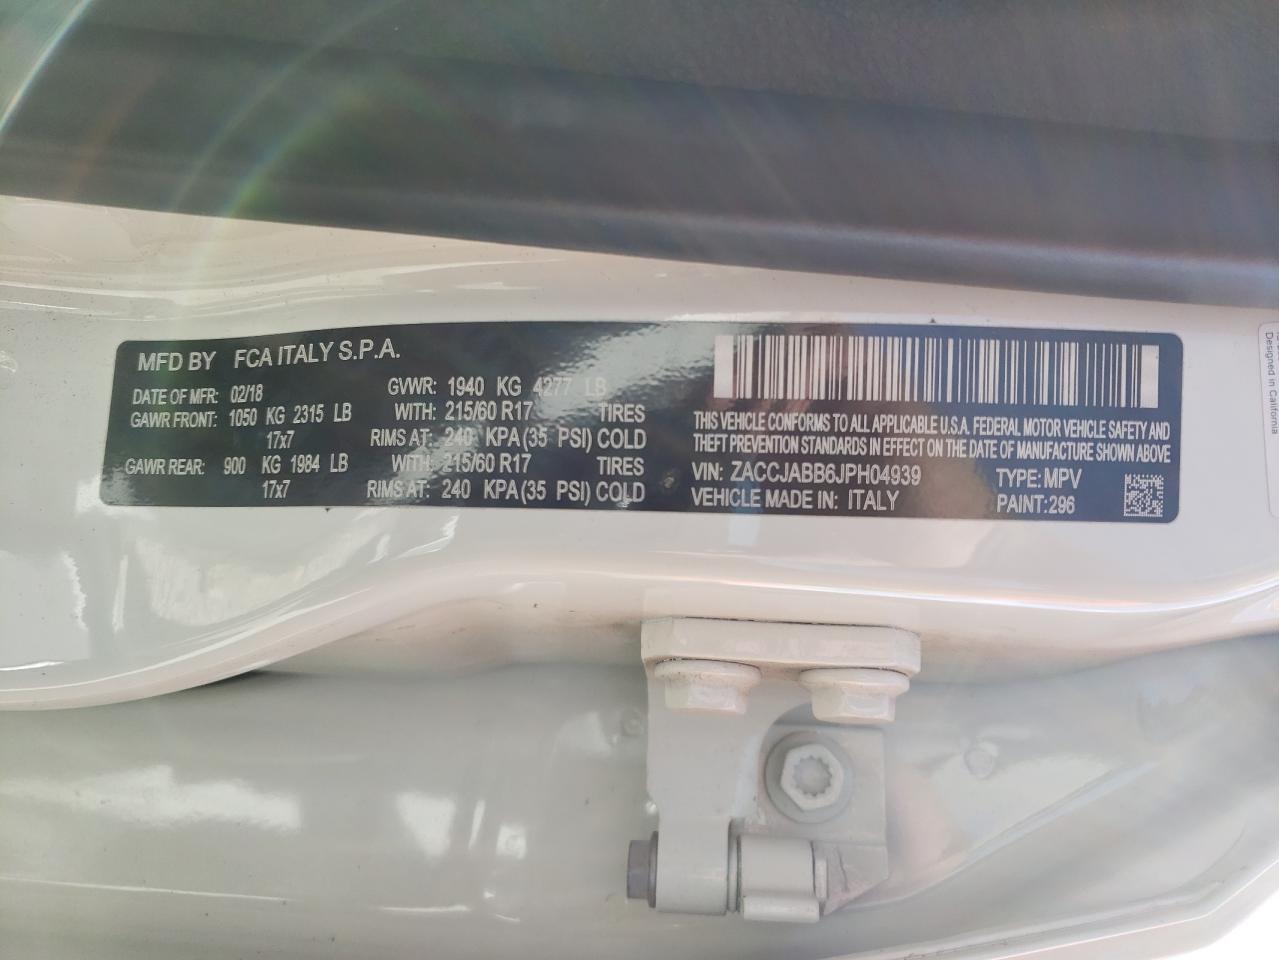 MFD BY FCA ITALY S.P.A.
DATE OF MFR: 02/18 GVWR: 1940 KG 4277 LB
GAWR FRONT: 1050 KG 2315 LB WITH: 215/60 R17 TIRES
17x7 RIMS AT: 240 KPA(35 PSI) COLD
GAWR REAR: 900 KG 1984 LB WITH: 215/60 R17 TIRES
17x7 RIMS AT: 240 KPA(35 PSI) COLD
THIS VEHICLE CONFORMS TO ALL APPLICABLE U.S.A. FEDERAL MOTOR VEHICLE SAFETY AND
THEFT PREVENTION STANDARDS IN EFFECT ON THE DATE OF MANUFACTURE SHOWN ABOVE
VIN: ZACCJABB6JPH04939 TYPE:MPV
VEHICLE MADE IN: ITALY PAINT:296
Designed in California